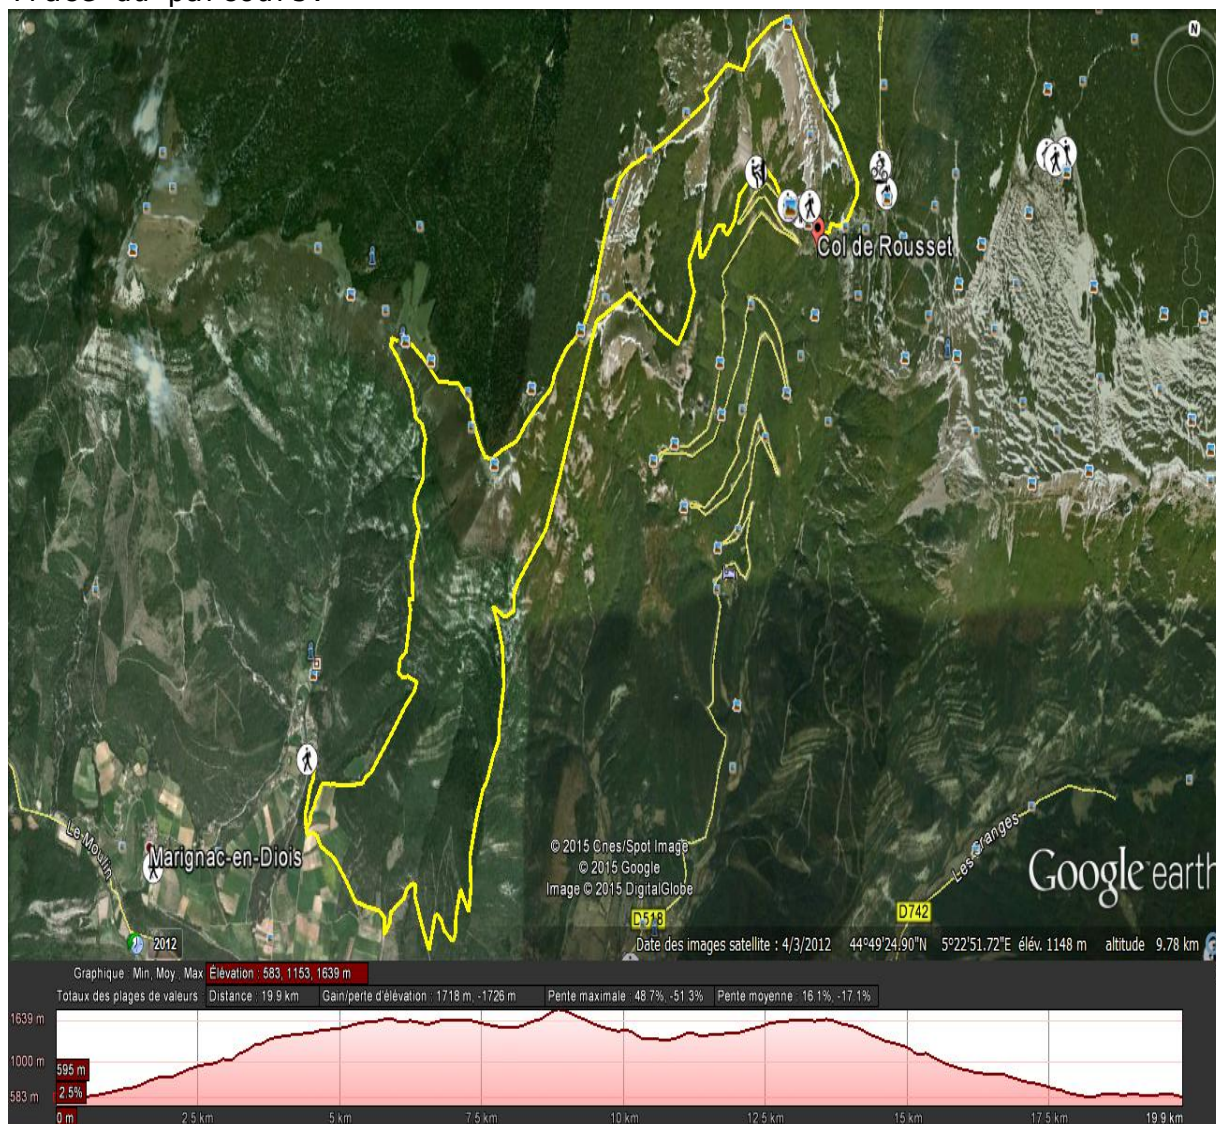 Trace du parcours.
N
Col de Rousset
Le Moulin
Marignac-en-Diois
© 2015 Cnes/Spot Image
© 2015 Google
Image © 2015 DigitalGlobe
Les Granges
Google earth
D518
D742
2012
Date des images satellite : 4/3/2012 44°49'24.90"N 5°22'51.72"E élév. 1148 m altitude 9.78 km
Graphique : Min, Moy., Max Élévation : 583, 1153, 1639 m
Totaux des plages de valeurs : Distance : 19.9 km Gain/perte d'élévation : 1718 m, -1726 m Pente maximale : 48.7%, -51.3% Pente moyenne : 16.1%, -17.1%
1639 m
1000 m
595 m
583 m
2.5%
0 m 2.5 km 5 km 7.5 km 10 km 12.5 km 15 km 17.5 km 19.9 km